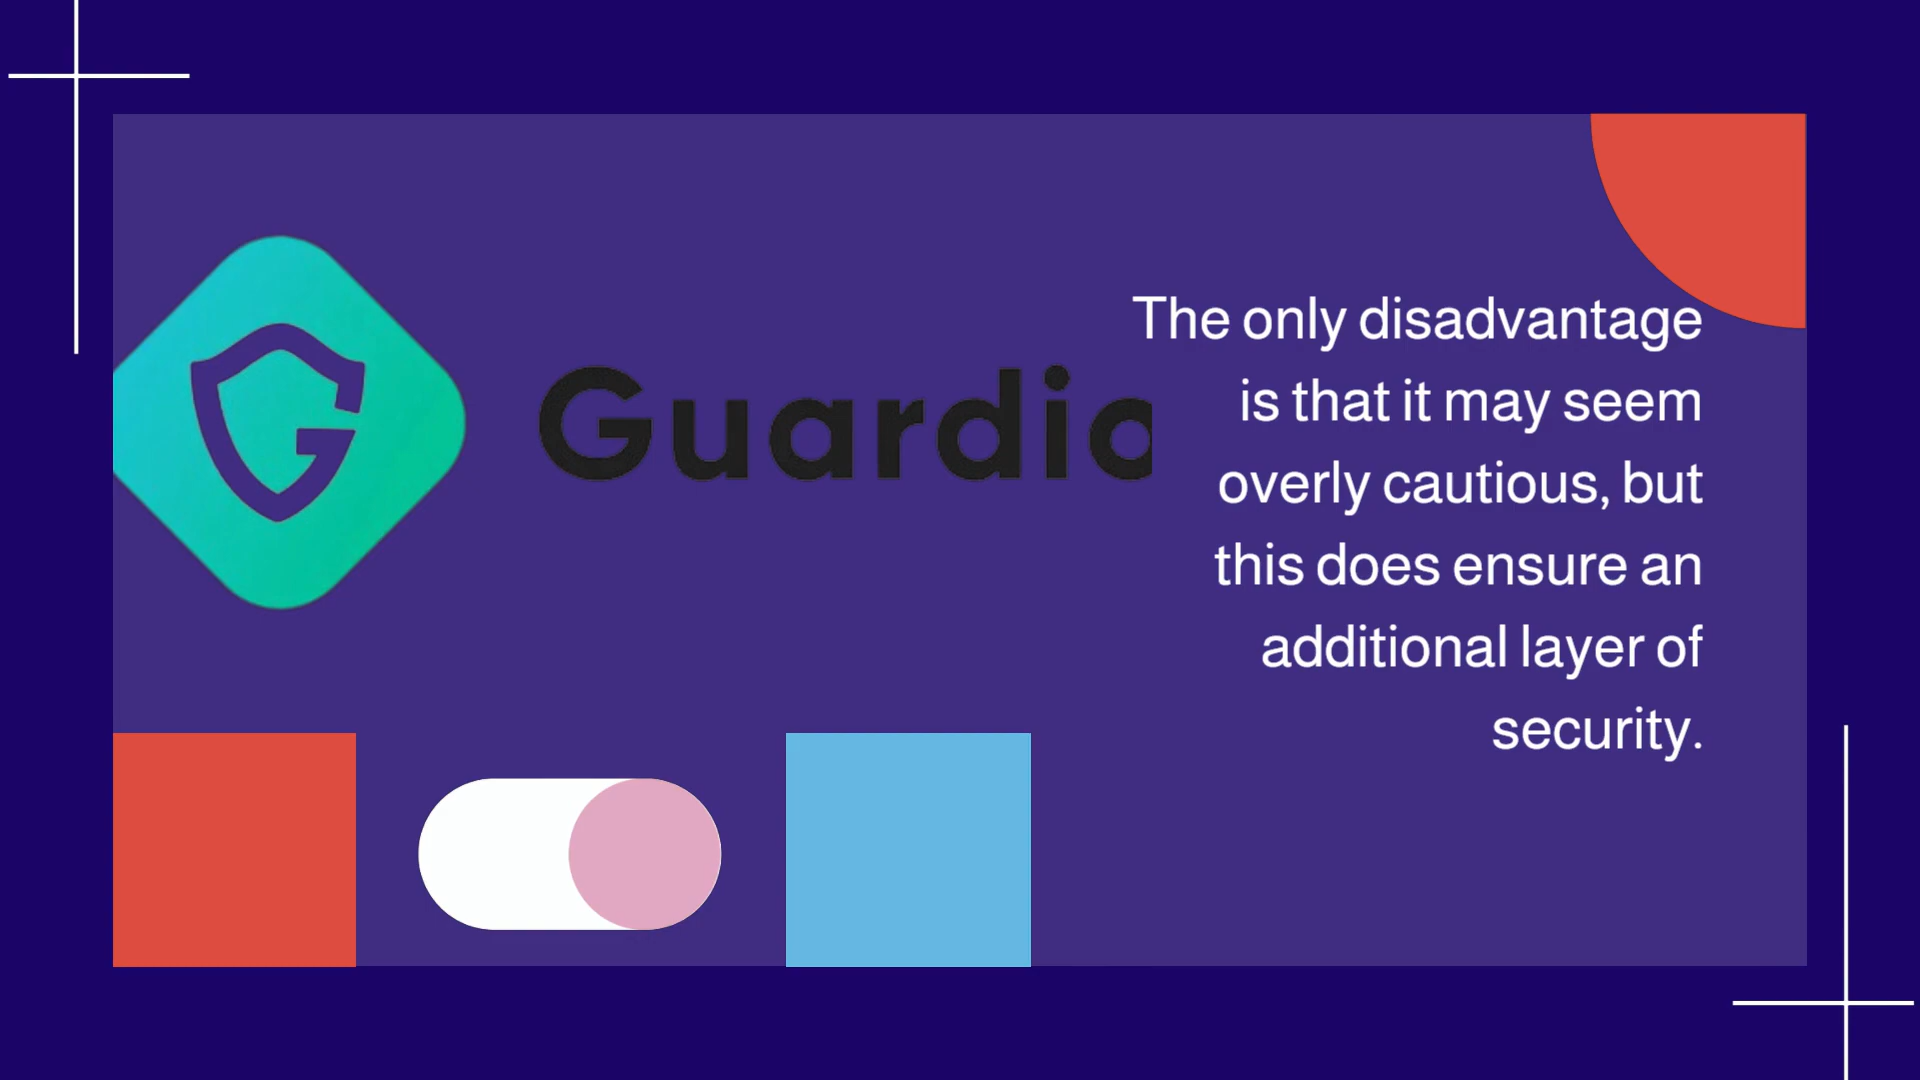 Guardio
The only disadvantage
is that it may seem
overly cautious, but
this does ensure an
additional layer of
security.